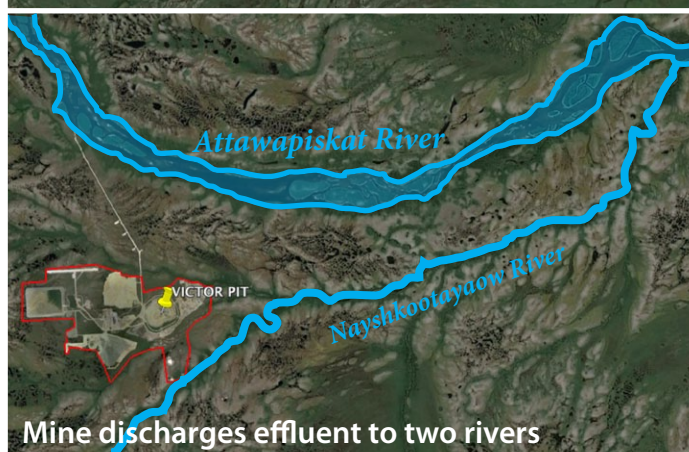 Attawapiskat River
VICTOR PIT
Nayshkootayaow River
Mine discharges effluent to two rivers